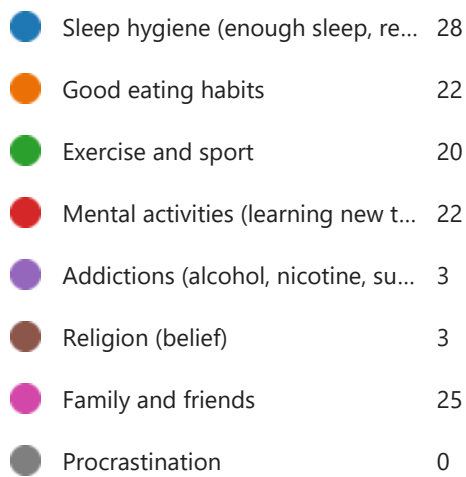 Sleep hygiene (enough sleep, re... 28
Good eating habits 22
Exercise and sport 20
Mental activities (learning new t... 22
Addictions (alcohol, nicotine, su... 3
Religion (belief) 3
Family and friends 25
Procrastination 0